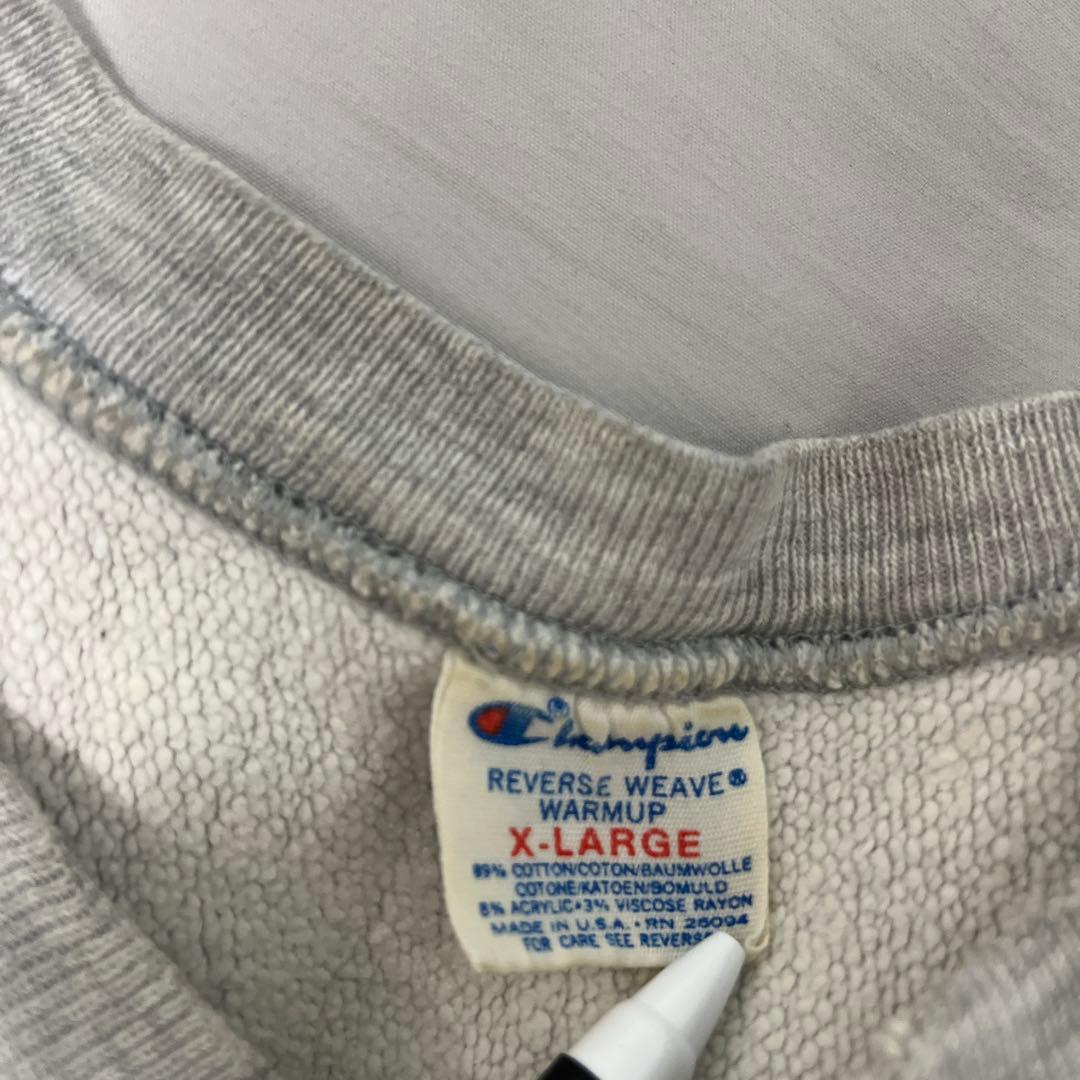 Champion®
REVERSE WEAVE®
WARMUP
X-LARGE
89% COTTON/COTON/BAUMWOLLE
COTONE/KATOEN/BOMULD
8% ACRYLIC•3% VISCOSE RAYON
MADE IN U.S.A.•RN 26094
FOR CARE SEE